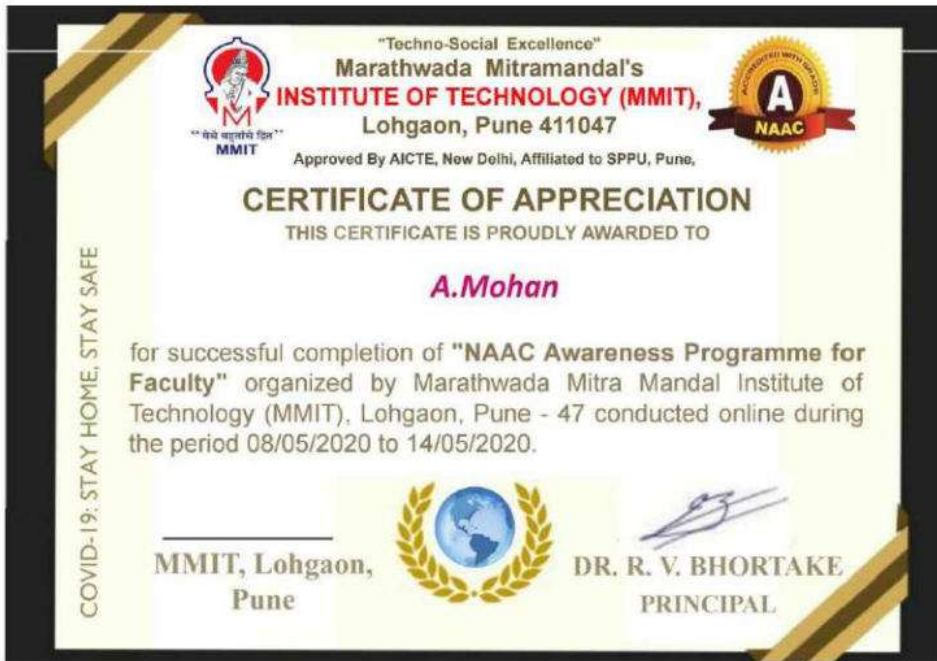 "Techno-Social Excellence"
Marathwada Mitramandal's
INSTITUTE OF TECHNOLOGY (MMIT),
Lohgaon, Pune 411047
Approved By AICTE, New Delhi, Affiliated to SPPU, Pune,
"येथे बहुतांचे हित"
MMIT
ACCREDITED WITH GRADE
A
NAAC
CERTIFICATE OF APPRECIATION
THIS CERTIFICATE IS PROUDLY AWARDED TO
A.Mohan
for successful completion of "NAAC Awareness Programme for
Faculty" organized by Marathwada Mitra Mandal Institute of
Technology (MMIT), Lohgaon, Pune - 47 conducted online during
the period 08/05/2020 to 14/05/2020.
COVID-19: STAY HOME, STAY SAFE
MMIT, Lohgaon,
Pune
DR. R. V. BHORTAKE
PRINCIPAL